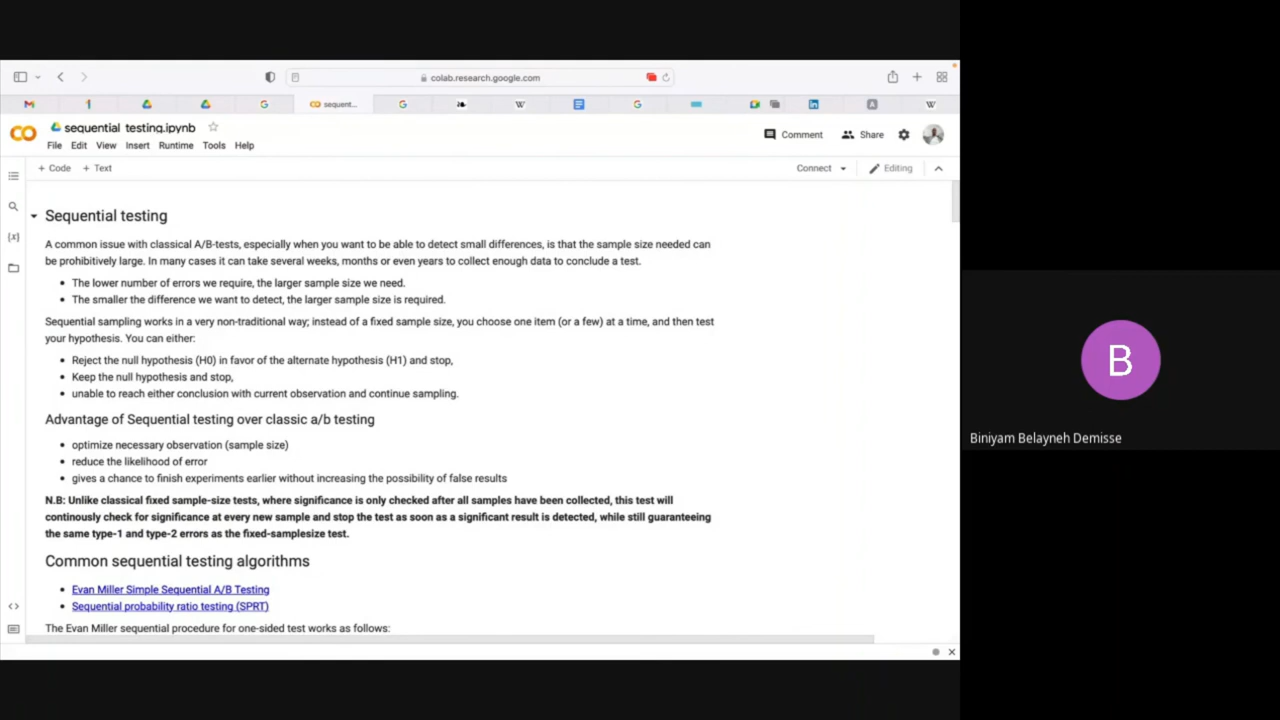 colab.research.google.com
sequent...
sequential testing.ipynb
Comment
Share
File Edit View Insert Runtime Tools Help
+ Code + Text
Connect
Editing
Sequential testing
A common issue with classical A/B-tests, especially when you want to be able to detect small differences, is that the sample size needed can
be prohibitively large. In many cases it can take several weeks, months or even years to collect enough data to conclude a test.
• The lower number of errors we require, the larger sample size we need.
• The smaller the difference we want to detect, the larger sample size is required.
Sequential sampling works in a very non-traditional way; instead of a fixed sample size, you choose one item (or a few) at a time, and then test
your hypothesis. You can either:
• Reject the null hypothesis (H0) in favor of the alternate hypothesis (H1) and stop,
• Keep the null hypothesis and stop,
• unable to reach either conclusion with current observation and continue sampling.
Advantage of Sequential testing over classic a/b testing
• optimize necessary observation (sample size)
• reduce the likelihood of error
• gives a chance to finish experiments earlier without increasing the possibility of false results
N.B: Unlike classical fixed sample-size tests, where significance is only checked after all samples have been collected, this test will
continously check for significance at every new sample and stop the test as soon as a significant result is detected, while still guaranteeing
the same type-1 and type-2 errors as the fixed-samplesize test.
Common sequential testing algorithms
• Evan Miller Simple Sequential A/B Testing
• Sequential probability ratio testing (SPRT)
The Evan Miller sequential procedure for one-sided test works as follows:
B
Biniyam Belayneh Demisse